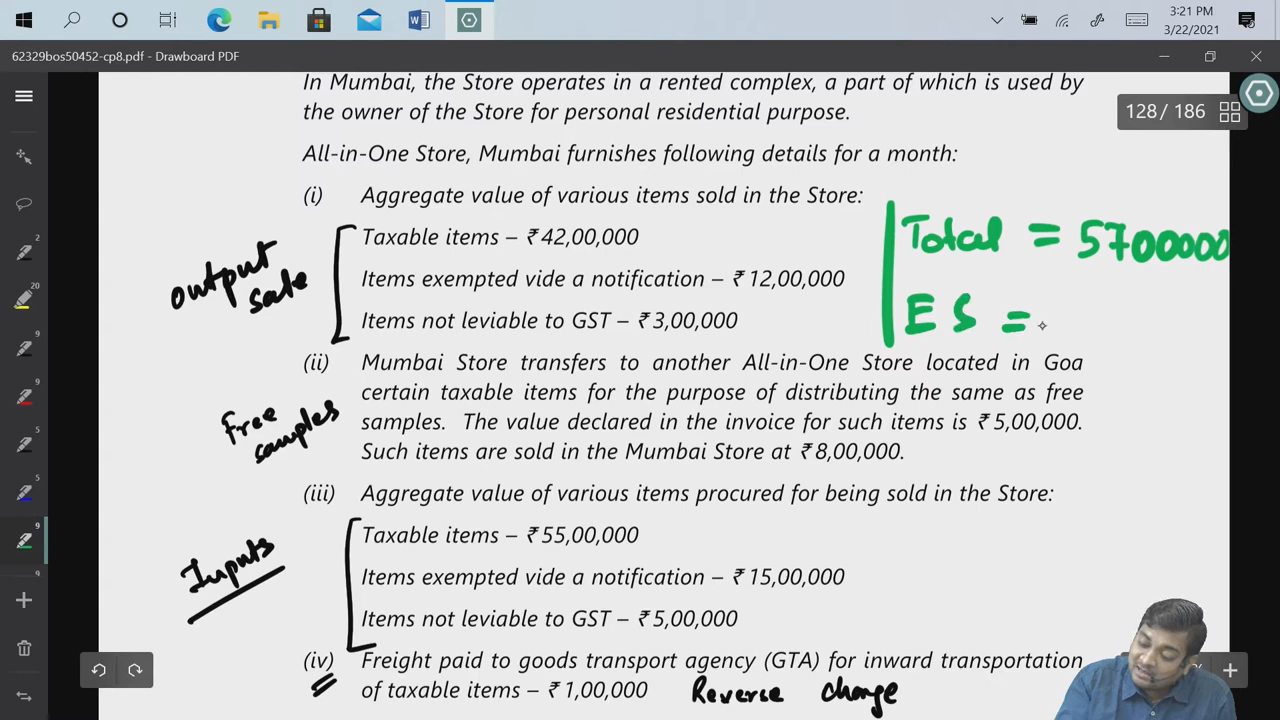 3:21 PM
3/22/2021
62329bos50452-cp8.pdf - Drawboard PDF
In Mumbai, the Store operates in a rented complex, a part of which is used by
the owner of the Store for personal residential purpose.
128 / 186
All-in-One Store, Mumbai furnishes following details for a month:
(i) Aggregate value of various items sold in the Store:
Taxable items – ₹ 42,00,000
Total = 5700000
output
sale
Items exempted vide a notification – ₹ 12,00,000
Items not leviable to GST – ₹ 3,00,000
E S =
(ii) Mumbai Store transfers to another All-in-One Store located in Goa
certain taxable items for the purpose of distributing the same as free
samples. The value declared in the invoice for such items is ₹ 5,00,000.
Such items are sold in the Mumbai Store at ₹ 8,00,000.
Free
samples
(iii) Aggregate value of various items procured for being sold in the Store:
Taxable items – ₹ 55,00,000
Inputs
Items exempted vide a notification – ₹ 15,00,000
Items not leviable to GST – ₹ 5,00,000
(iv) Freight paid to goods transport agency (GTA) for inward transportation
of taxable items – ₹ 1,00,000 Reverse charge
2
20
9
5
5
9
9
%